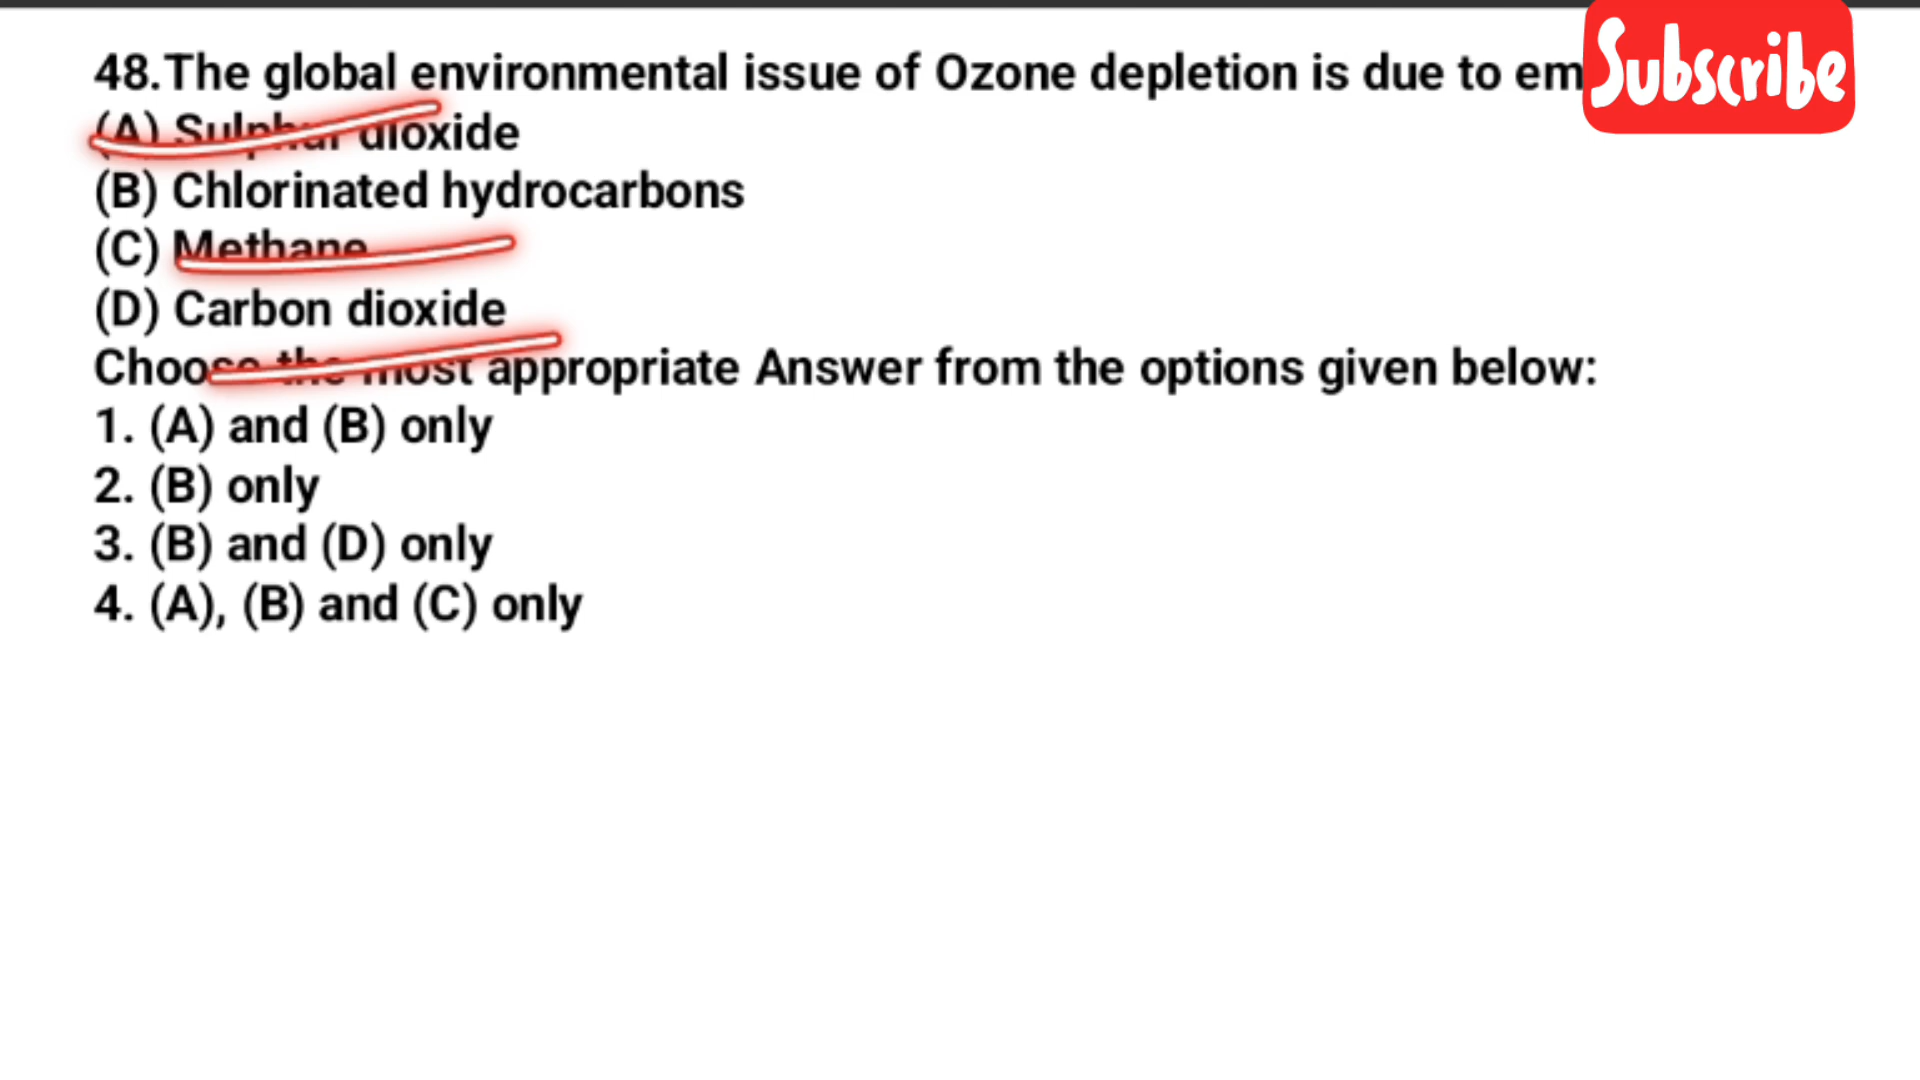 48.The global environmental issue of Ozone depletion is due to em
Subscribe
(A) Sulphur dioxide
(B) Chlorinated hydrocarbons
(C) Methane
(D) Carbon dioxide
Choose the most appropriate Answer from the options given below:
1. (A) and (B) only
2. (B) only
3. (B) and (D) only
4. (A), (B) and (C) only